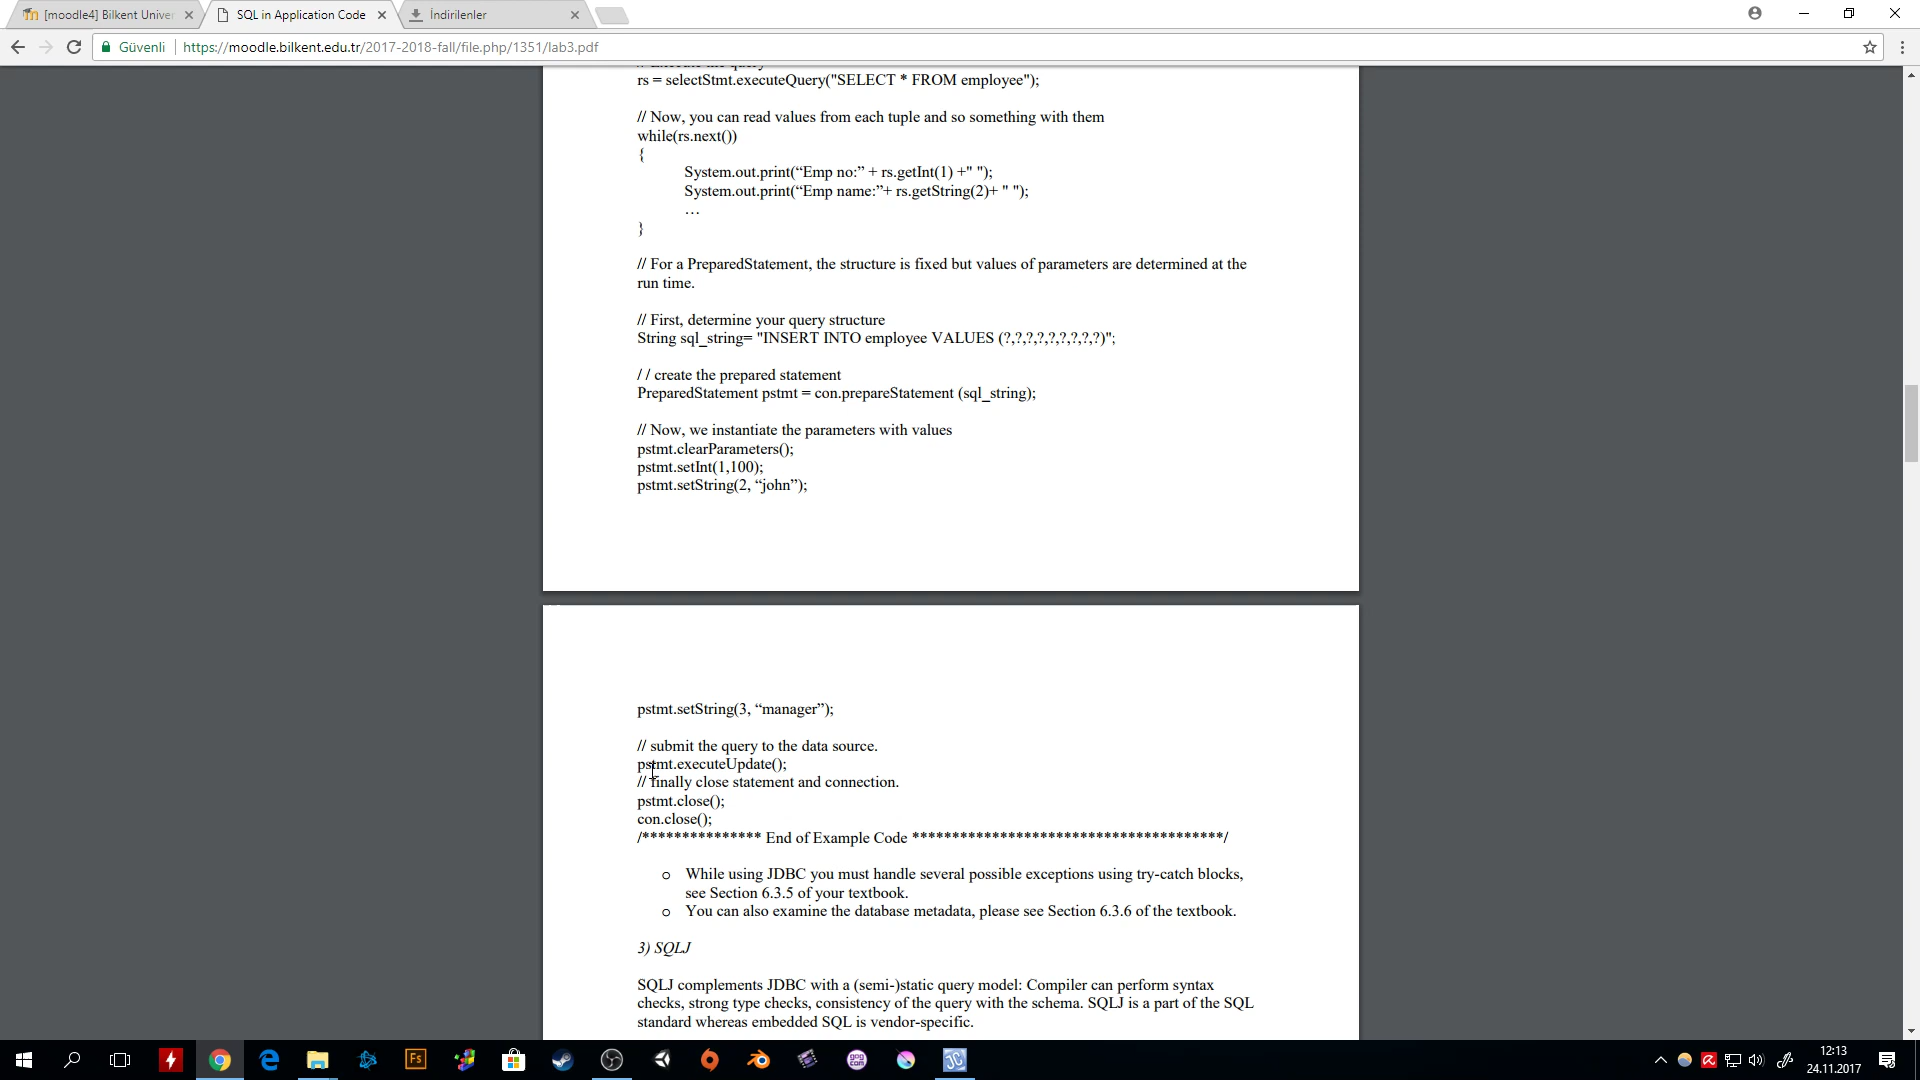 [moodle4] Bilkent Univer
SQL in Application Code
İndirilenler
Güvenli
https://moodle.bilkent.edu.tr/2017-2018-fall/file.php/1351/lab3.pdf
rs = selectStmt.executeQuery("SELECT * FROM employee");
// Now, you can read values from each tuple and so something with them
while(rs.next())
{
System.out.print(“Emp no:” + rs.getInt(1) +" ");
System.out.print(“Emp name:”+ rs.getString(2)+ " ");
…
}
// For a PreparedStatement, the structure is fixed but values of parameters are determined at the
run time.
// First, determine your query structure
String sql_string= "INSERT INTO employee VALUES (?,?,?,?,?,?,?,?,?)";
/ / create the prepared statement
PreparedStatement pstmt = con.prepareStatement (sql_string);
// Now, we instantiate the parameters with values
pstmt.clearParameters();
pstmt.setInt(1,100);
pstmt.setString(2, “john”);
pstmt.setString(3, “manager”);
// submit the query to the data source.
pstmt.executeUpdate();
// finally close statement and connection.
pstmt.close();
con.close();
/*************** End of Example Code ***************************************/
o While using JDBC you must handle several possible exceptions using try-catch blocks,
see Section 6.3.5 of your textbook.
o You can also examine the database metadata, please see Section 6.3.6 of the textbook.
3) SQLJ
SQLJ complements JDBC with a (semi-)static query model: Compiler can perform syntax
checks, strong type checks, consistency of the query with the schema. SQLJ is a part of the SQL
standard whereas embedded SQL is vendor-specific.
Fs
gog
com
JC
12:13
24.11.2017